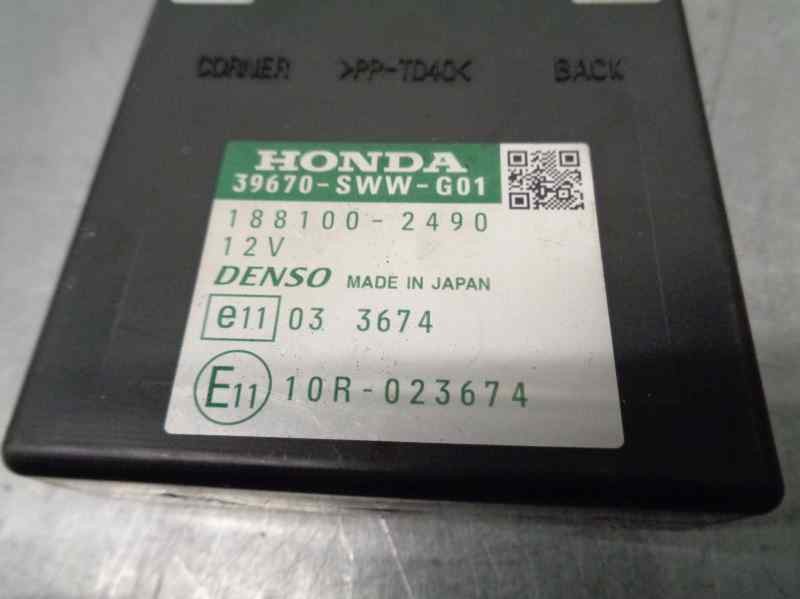 CORNER >PP-TD40< BACK
HONDA
39670-SWW-G01
188100-2490
12V
DENSO MADE IN JAPAN
e11 03 3674
E11 10R-023674